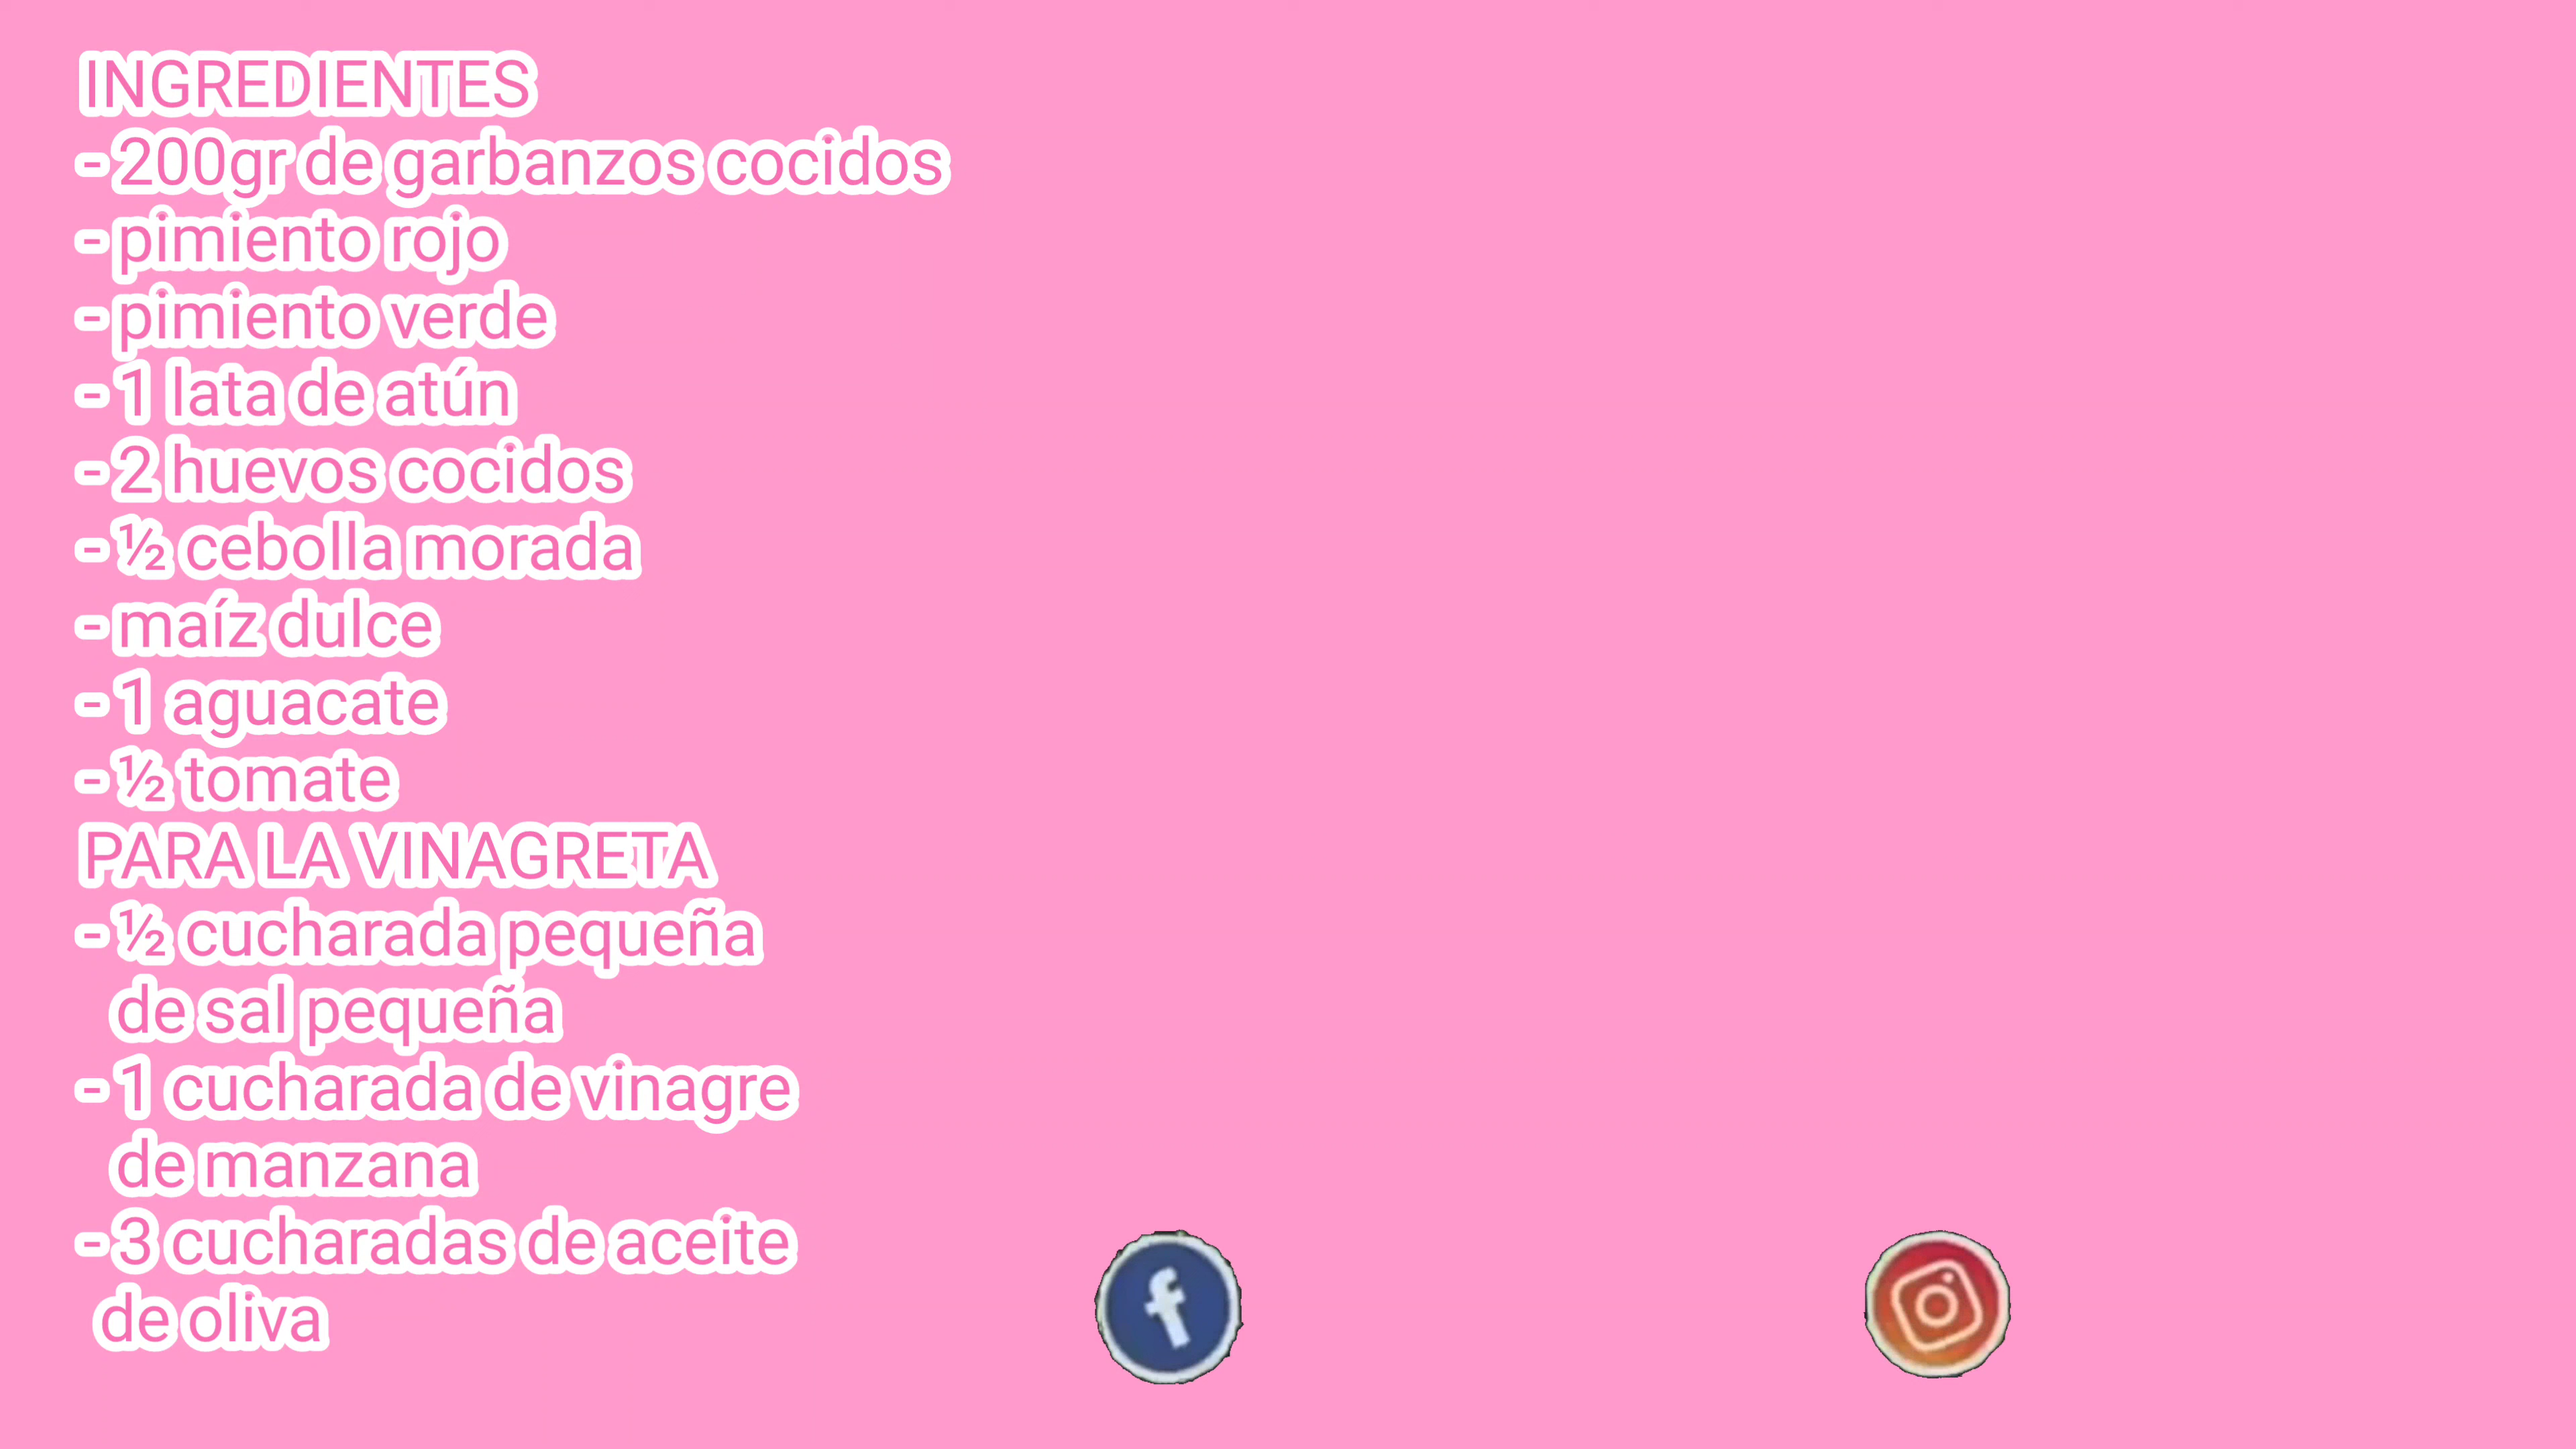 INGREDIENTES
- 200gr de garbanzos cocidos
- pimiento rojo
- pimiento verde
- 1 lata de atún
- 2 huevos cocidos
- ½ cebolla morada
- maíz dulce
- 1 aguacate
- ½ tomate
PARA LA VINAGRETA
- ½ cucharada pequeña
de sal pequeña
- 1 cucharada de vinagre
de manzana
- 3 cucharadas de aceite
de oliva